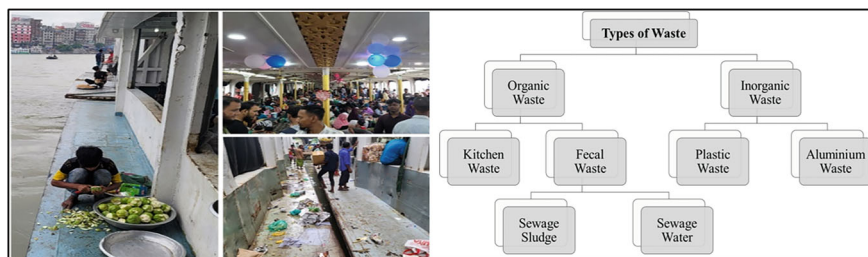 Types of Waste
Organic
Waste
Inorganic
Waste
Kitchen
Waste
Fecal
Waste
Plastic
Waste
Aluminium
Waste
Sewage
Sludge
Sewage
Water